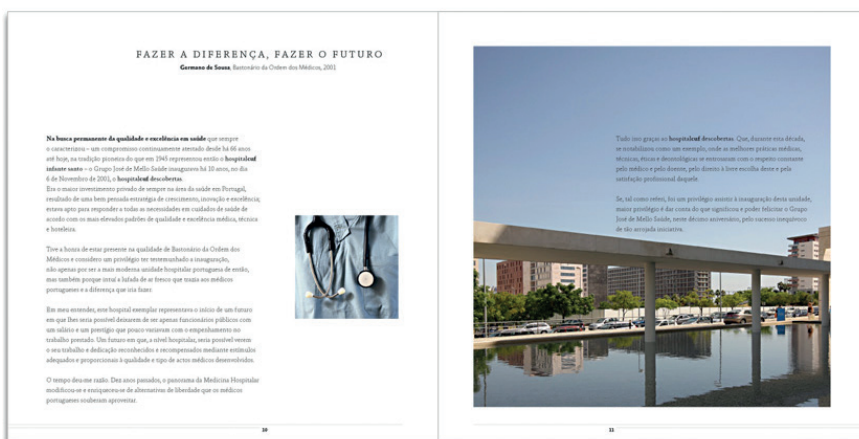 FAZER A DIFERENÇA, FAZER O FUTURO
Germano de Sousa, Bastonário da Ordem dos Médicos, 2001
Na busca permanente da qualidade e excelência em saúde que sempre
o caracterizou – um compromisso continuamente atestado desde há 66 anos
até hoje, na tradição pioneira do que em 1945 representou então o hospitalcuf
infante santo – o Grupo José de Mello Saúde inaugurou há 10 anos, no dia
6 de Novembro de 2001, o hospitalcuf descobertas.
Era o maior investimento privado de sempre na área da saúde em Portugal,
resultado de uma bem pensada estratégia de crescimento, inovação e excelência;
estava apto para responder a todas as necessidades em cuidados de saúde de
acordo com os mais elevados padrões de qualidade e excelência médica, técnica
e hoteleira.
Tive a honra de estar presente na qualidade de Bastonário da Ordem dos
Médicos e considero um privilégio ter testemunhado a inauguração,
não apenas por ser a mais moderna unidade hospitalar portuguesa de então,
mas também porque intuí a lufada de ar fresco que trazia aos médicos
portugueses e a diferença que iria fazer.
Em meu entender, este hospital exemplar representava o início de um futuro
em que lhes seria possível deixarem de ser apenas funcionários públicos com
um salário e um prestígio que pouco variavam com o empenhamento no
trabalho prestado. Um futuro em que, a nível hospitalar, seria possível verem
o seu trabalho e dedicação reconhecidos e recompensados mediante estímulos
adequados e proporcionais à qualidade e tipo de actos médicos desenvolvidos.
O tempo deu-me razão. Dez anos passados, o panorama da Medicina Hospitalar
modificou-se e enriqueceu-se de alternativas de liberdade que os médicos
portugueses souberam aproveitar.
10
Tudo isso graças ao hospitalcuf descobertas. Que, durante esta década,
se notabilizou como um exemplo, onde as melhores práticas médicas,
técnicas, éticas e deontológicas se entrosaram com o respeito constante
pelo médico e pelo doente, pelo direito à livre escolha deste e pela
satisfação profissional daquele.
Se, tal como referi, foi um privilégio assistir à inauguração desta unidade,
maior privilégio é dar conta do que significou e poder felicitar o Grupo
José de Mello Saúde, neste décimo aniversário, pelo sucesso inequívoco
de tão arrojada iniciativa.
11